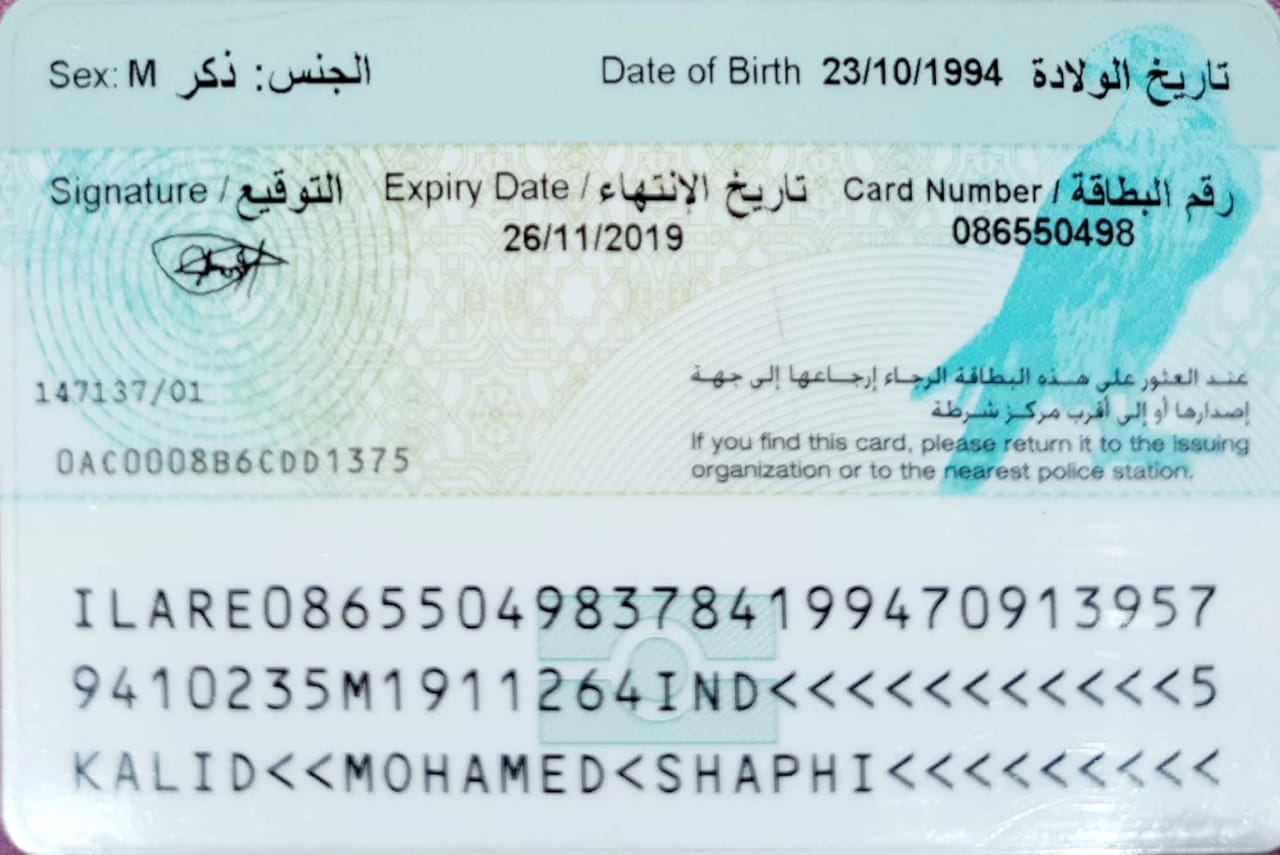 Sex: M الجنس: ذكر
Date of Birth 23/10/1994 تاريخ الولادة
Signature / التوقيع
Expiry Date / تاريخ الإنتهاء
26/11/2019
Card Number / رقم البطاقة
086550498
147137/01
0AC0008B6CDD1375
عند العثور على هذه البطاقة الرجاء إرجاعها إلى جهة
إصدارها أو إلى أقرب مركز شرطة
If you find this card, please return it to the issuing
organization or to the nearest police station.
ILARE0865504983784199470913957
9410235M1911264IND<<<<<<<<<<<5
KALID<<MOHAMED<SHAPHI<<<<<<<<<